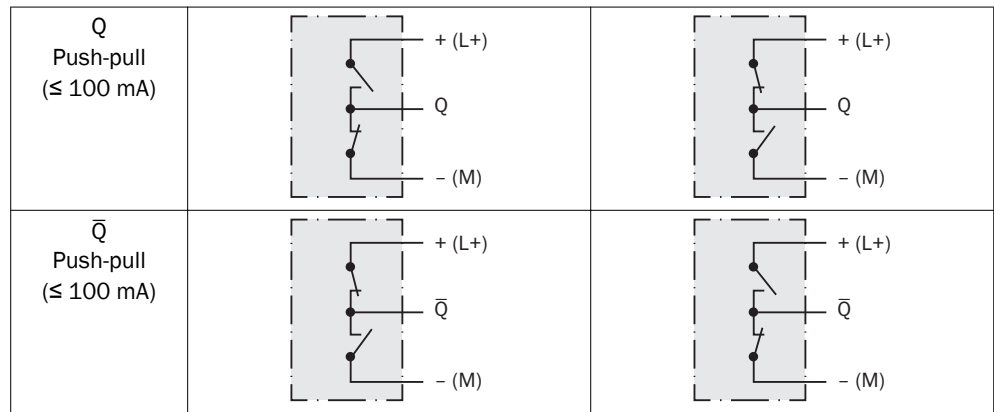 Q
Push-pull
(≤ 100 mA)
+ (L+)
Q
– (M)
+ (L+)
Q
– (M)
Q̅
Push-pull
(≤ 100 mA)
+ (L+)
Q̅
– (M)
+ (L+)
Q̅
– (M)